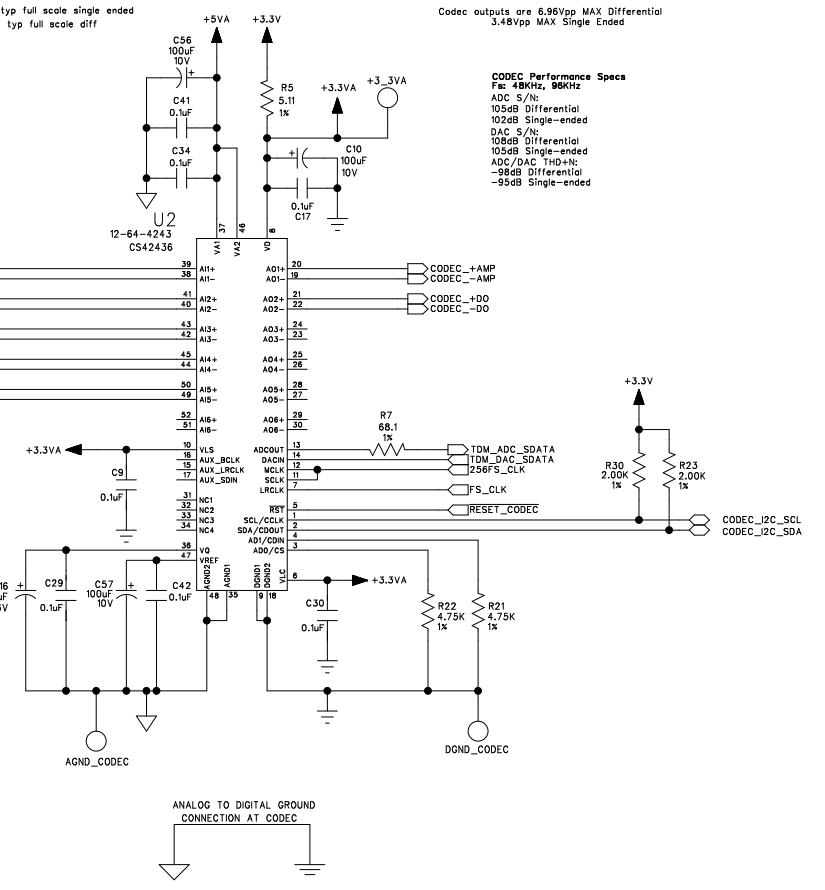 typ full scale single ended
typ full scale diff
Codec outputs are 6.96Vpp MAX Differential
3.48Vpp MAX Single Ended
CODEC Performance Specs
Fs: 48KHz, 96KHz
ADC S/N:
105dB Differential
102dB Single-ended
DAC S/N:
108dB Differential
105dB Single-ended
ADC/DAC THD+N:
-98dB Differential
-95dB Single-ended
+5VA
+3.3V
C56
100uF
10V
+
C41
0.1uF
C34
0.1uF
R5
5.11
1%
+3.3VA
+3_3VA
+
C10
100uF
10V
0.1uF
C17
U2
12-64-4243
CS42436
37
46
8
VA1
VA2
VD
39 AI1+
38 AI1-
41 AI2+
40 AI2-
43 AI3+
42 AI3-
45 AI4+
44 AI4-
50 AI5+
49 AI5-
52 AI6+
51 AI6-
10 VLS
16 AUX_BCLK
15 AUX_LRCLK
17 AUX_SDIN
31 NC1
32 NC2
33 NC3
34 NC4
36 VQ
47 VREF
AO1+ 20 CODEC_+AMP
AO1- 19 CODEC_-AMP
AO2+ 21 CODEC_+DO
AO2- 22 CODEC_-DO
AO3+ 24
AO3- 23
AO4+ 25
AO4- 26
AO5+ 28
AO5- 27
AO6+ 29
AO6- 30
ADCOUT 13 TDM_ADC_SDATA
DACIN 14 TDM_DAC_SDATA
MCLK 12 256FS_CLK
SCLK 11
LRCLK 7 FS_CLK
RST 5 RESET_CODEC
SCL/CCLK 1 CODEC_I2C_SCL
SDA/CDOUT 2 CODEC_I2C_SDA
AD1/CDIN 4
AD0/CS 3
VLC 6 +3.3VA
AGND2 48
AGND1 35
DGND1 9
DGND2 18
R7
68.1
1%
+3.3V
R30
2.00K
1%
R23
2.00K
1%
+3.3VA
C9
0.1uF
16
+
C29
0.1uF
C57
100uF
10V
+
C42
0.1uF
C30
0.1uF
R22
4.75K
1%
R21
4.75K
1%
AGND_CODEC
DGND_CODEC
ANALOG TO DIGITAL GROUND
CONNECTION AT CODEC